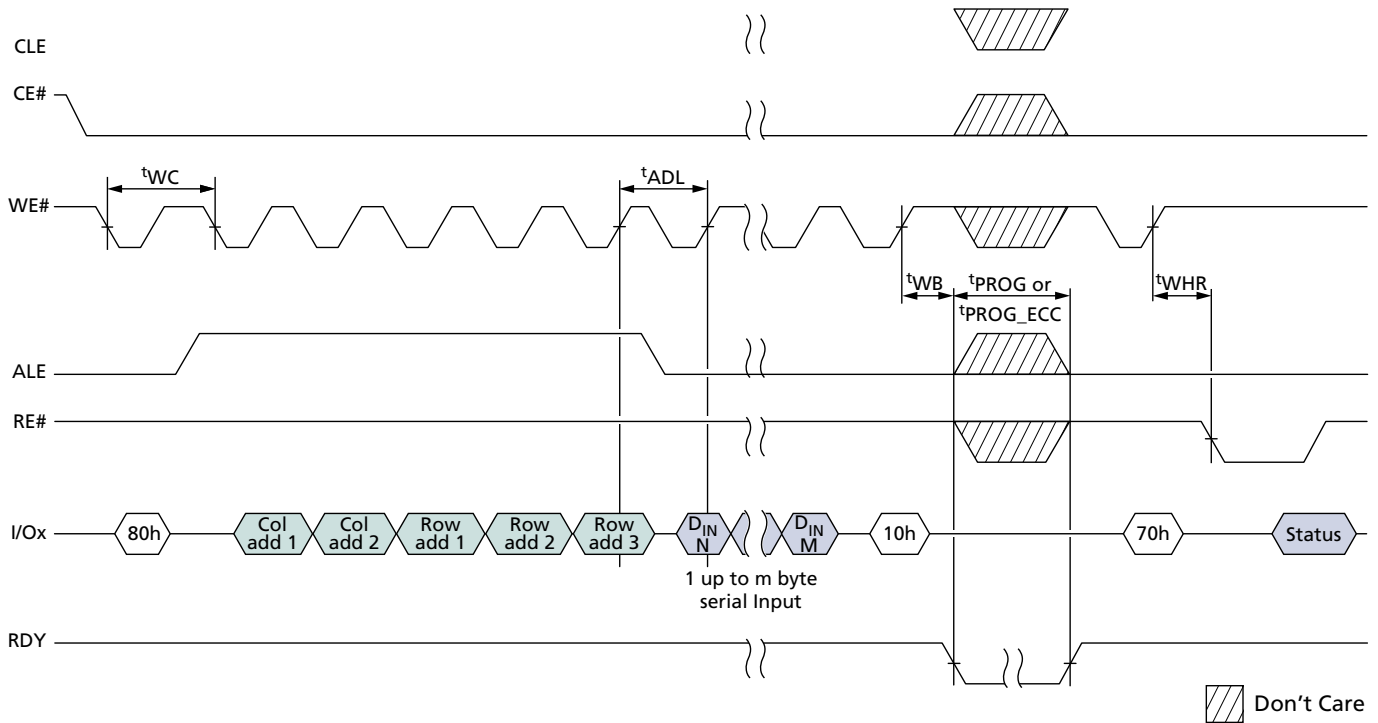 CLE
CE#
tWC
tADL
WE#
tWB
tPROG or
tPROG_ECC
tWHR
ALE
RE#
I/Ox
80h
Col
add 1
Col
add 2
Row
add 1
Row
add 2
Row
add 3
DIN
N
DIN
M
10h
70h
Status
1 up to m byte
serial Input
RDY
Don't Care